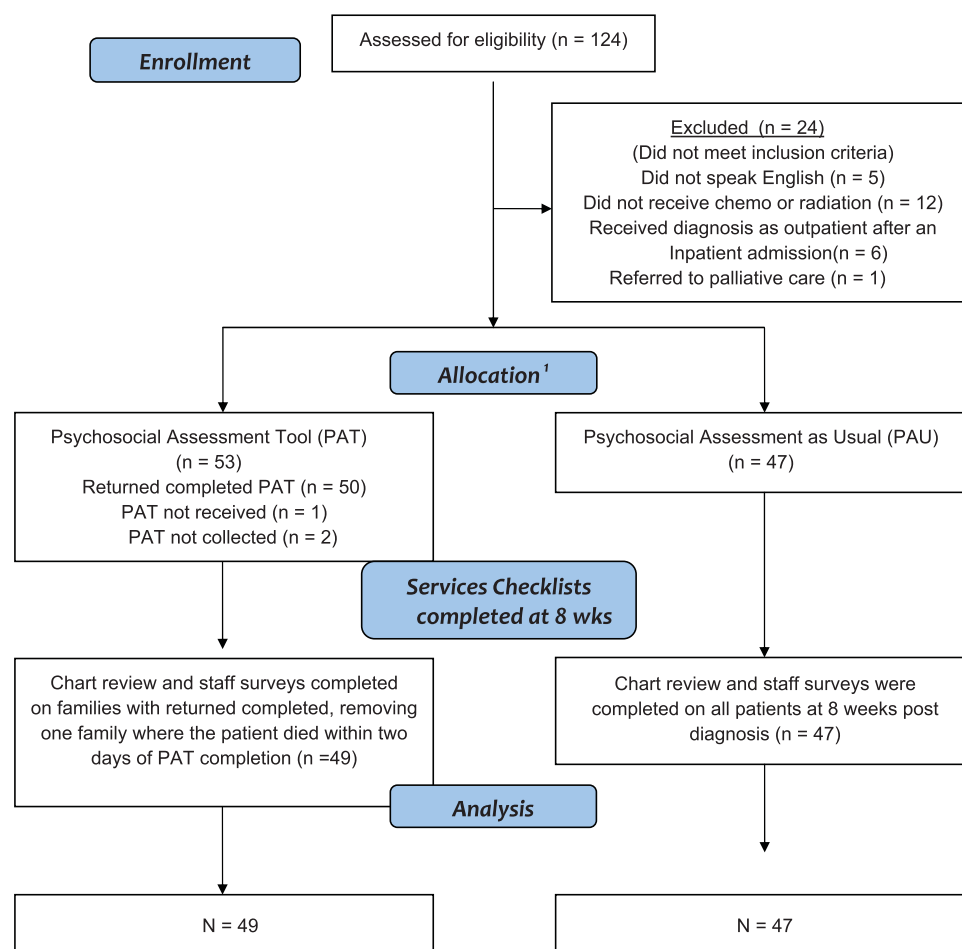 Enrollment
Assessed for eligibility (n = 124)
Excluded  (n = 24)
(Did not meet inclusion criteria)
Did not speak English (n = 5)
Did not receive chemo or radiation (n = 12)
Received diagnosis as outpatient after an
Inpatient admission(n = 6)
Referred to palliative care (n = 1)
Allocation¹
Psychosocial Assessment Tool (PAT)
(n = 53)
Returned completed PAT (n = 50)
PAT not received (n = 1)
PAT not collected (n = 2)
Psychosocial Assessment as Usual (PAU)
(n = 47)
Services Checklists
completed at 8 wks
Chart review and staff surveys completed
on families with returned completed, removing
one family where the patient died within two
days of PAT completion (n =49)
Chart review and staff surveys were
completed on all patients at 8 weeks post
diagnosis (n = 47)
Analysis
N = 49
N = 47